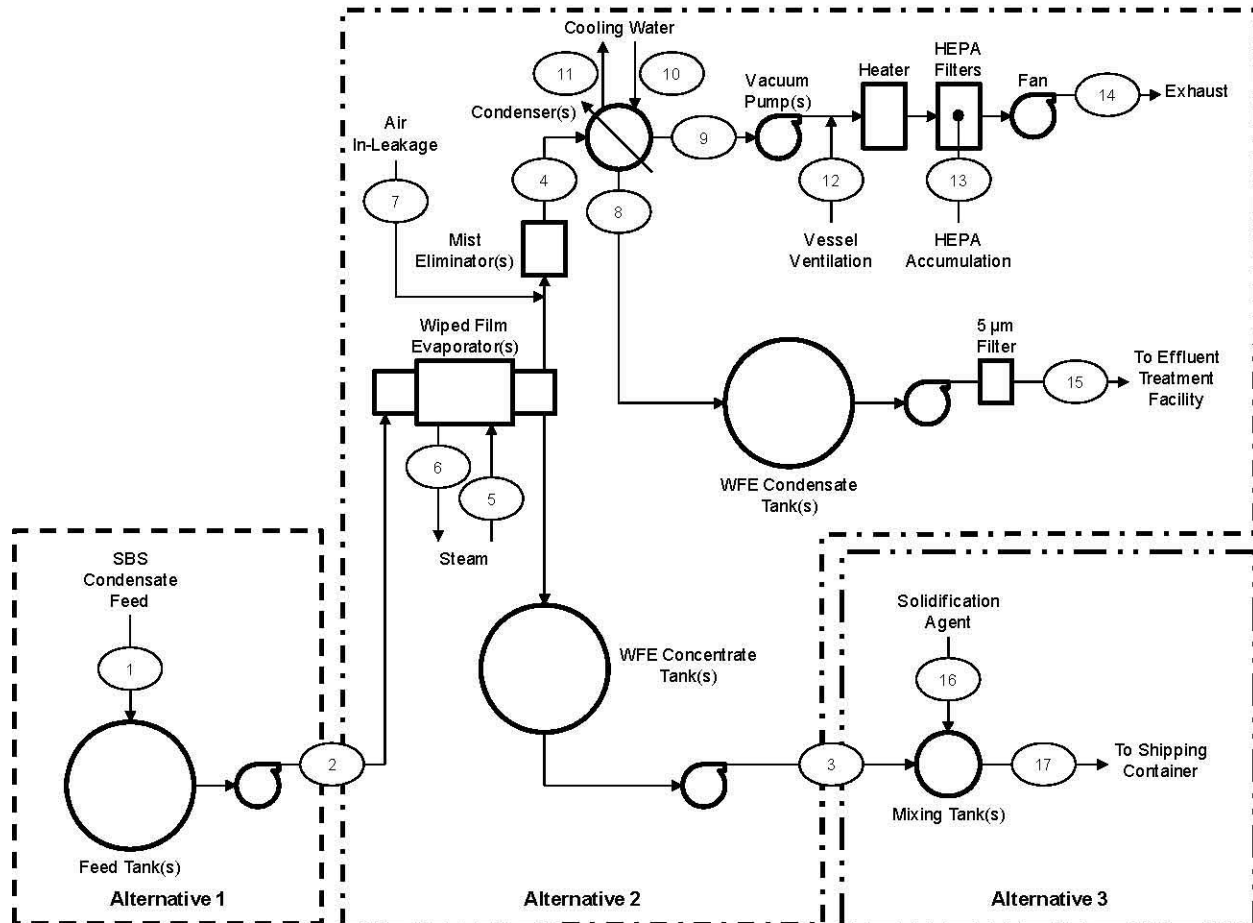 Cooling Water
11
10
Condenser(s)
Vacuum
Pump(s)
Heater
HEPA
Filters
Fan
14
Exhaust
Air
In-Leakage
7
4
9
8
12
13
Mist
Eliminator(s)
Vessel
Ventilation
HEPA
Accumulation
Wiped Film
Evaporator(s)
5 µm
Filter
15
To Effluent
Treatment
Facility
6
5
Steam
WFE Condensate
Tank(s)
SBS
Condensate
Feed
1
Solidification
Agent
16
WFE Concentrate
Tank(s)
2
3
17
To Shipping
Container
Mixing Tank(s)
Feed Tank(s)
Alternative 1
Alternative 2
Alternative 3